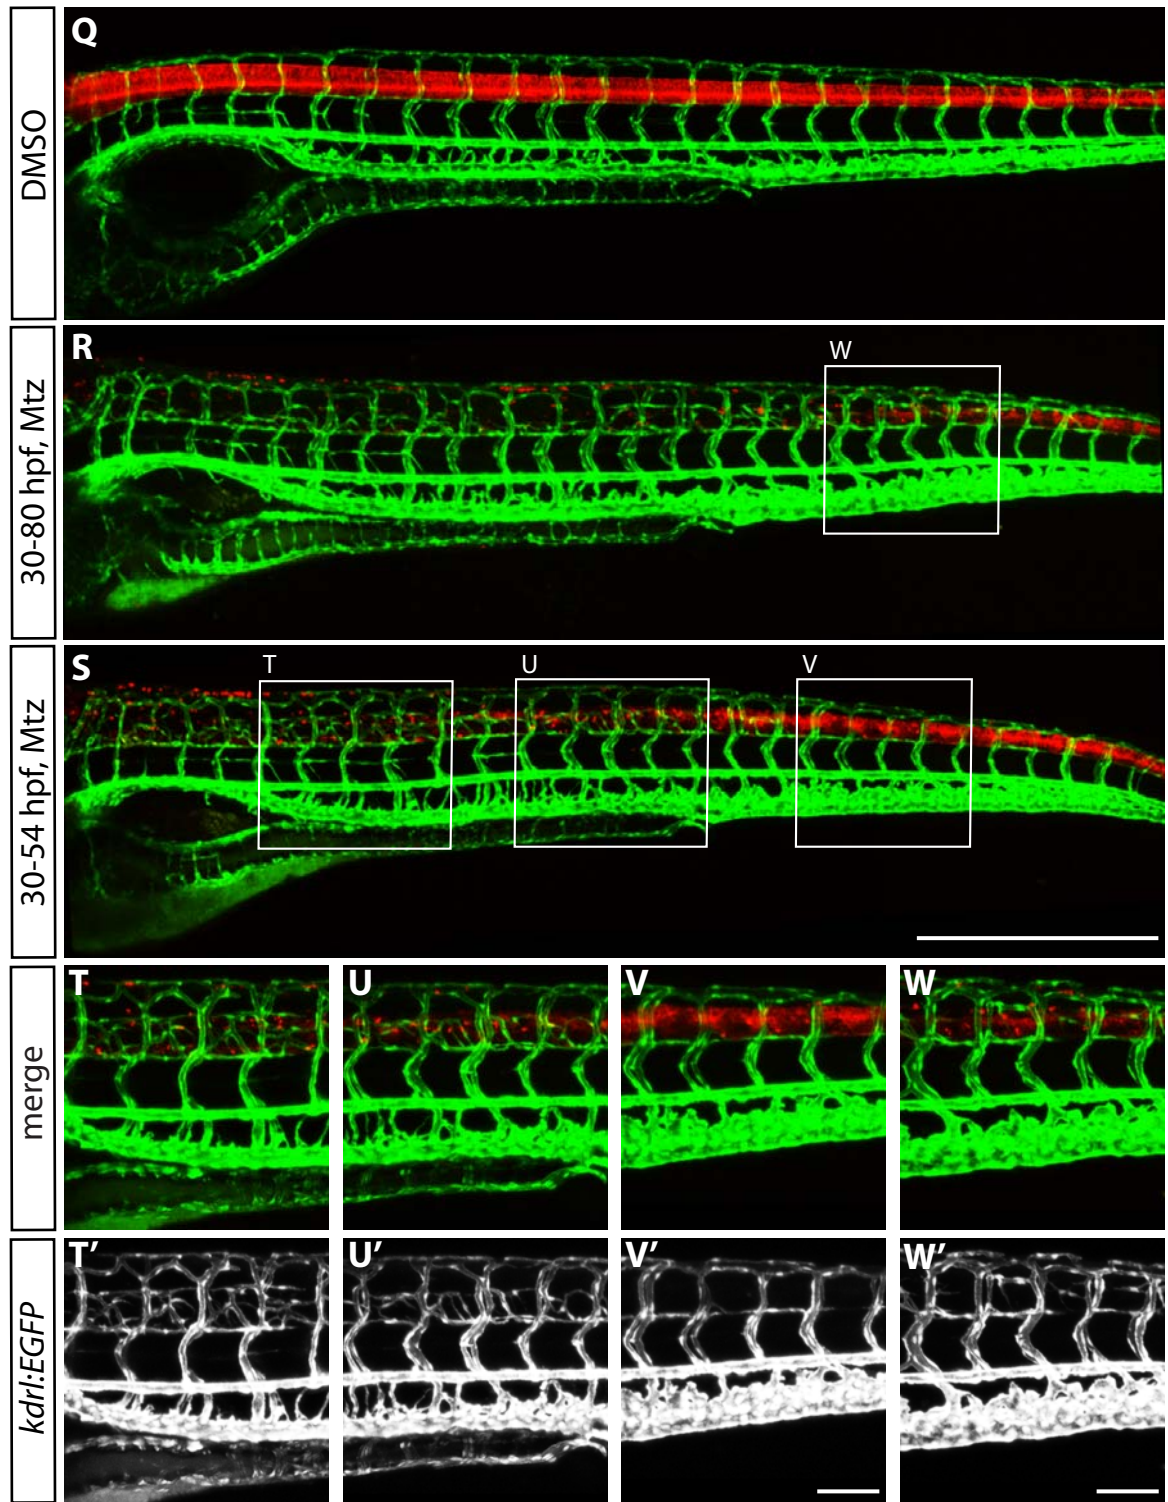 Q
DMSO
R
W
30-80 hpf, Mtz
S
T
U
V
30-54 hpf, Mtz
T
U
V
W
merge
T’
U’
V’
W’
kdrl:EGFP